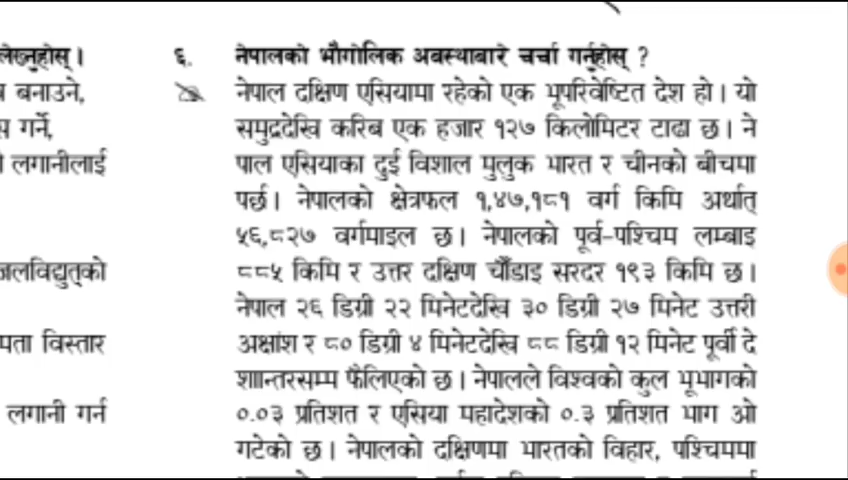 लेख्नुहोस् ।
बनाउने,
स गर्ने,
लगानीलाई
जलविद्युत्को
पता विस्तार
लगानी गर्न
६. नेपालको भौगोलिक अवस्थाबारे चर्चा गर्नुहोस् ?
नेपाल दक्षिण एसियामा रहेको एक भूपरिवेष्टित देश हो । यो
समुद्रदेखि करिब एक हजार १२७ किलोमिटर टाढा छ । ने
पाल एसियाका दुई विशाल मुलुक भारत र चीनको बीचमा
पर्छ । नेपालको क्षेत्रफल १,४७,१८१ वर्ग किमि अर्थात्
५६,८२७ वर्गमाइल छ । नेपालको पूर्व-पश्चिम लम्बाइ
८८५ किमि र उत्तर दक्षिण चौंडाइ सरदर १९३ किमि छ ।
नेपाल २६ डिग्री २२ मिनेटदेखि ३० डिग्री २७ मिनेट उत्तरी
अक्षांश र ८० डिग्री ४ मिनेटदेखि ८८ डिग्री १२ मिनेट पूर्वी दे
शाान्तरसम्म फैलिएको छ । नेपालले विश्वको कुल भूभागको
०.०३ प्रतिशत र एसिया महादेशको ०.३ प्रतिशत भाग ओ
गटेको छ । नेपालको दक्षिणमा भारतको विहार, पश्चिममा